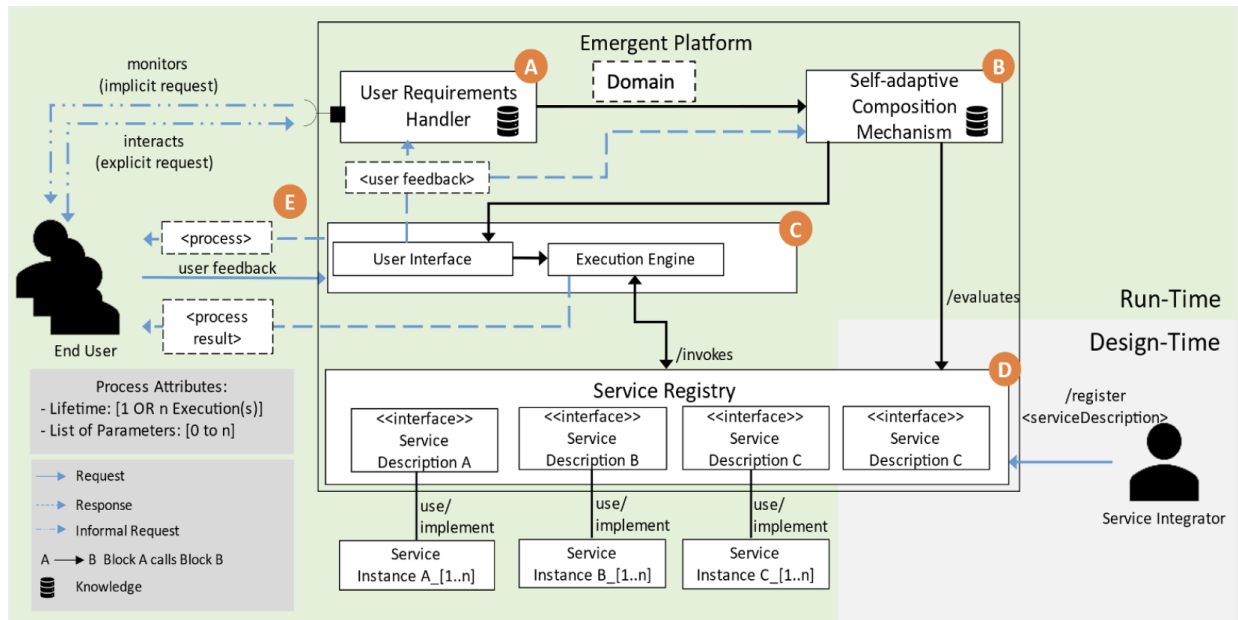 Emergent Platform
monitors
(implicit request)
interacts
(explicit request)
A
User Requirements
Handler
Domain
B
Self-adaptive
Composition
Mechanism
<user feedback>
E
<process>
user feedback
<process
result>
End User
C
User Interface
Execution Engine
/evaluates
/invokes
Run-Time
Design-Time
D
Service Registry
<<interface>>
Service
Description A
<<interface>>
Service
Description B
<<interface>>
Service
Description C
<<interface>>
Service
Description C
/register
<serviceDescription>
Service Integrator
use/
implement
use/
implement
use/
implement
Service
Instance A_[1..n]
Service
Instance B_[1..n]
Service
Instance C_[1..n]
Process Attributes:
- Lifetime: [1 OR n Execution(s)]
- List of Parameters: [0 to n]
Request
Response
Informal Request
A B Block A calls Block B
Knowledge